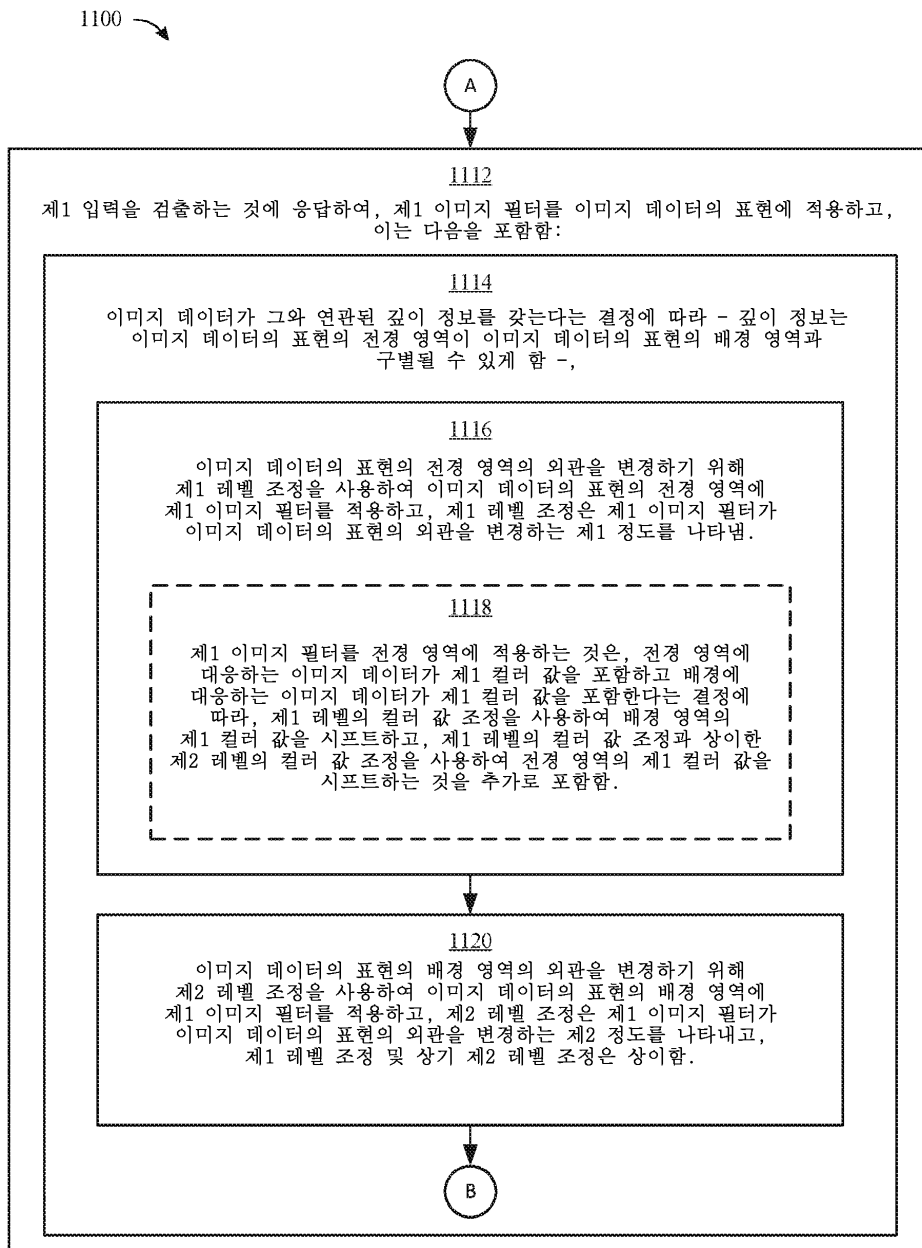 1100
A
1112
제1 입력을 검출하는 것에 응답하여, 제1 이미지 필터를 이미지 데이터의 표현에 적용하고,
이는 다음을 포함함:
1114
이미지 데이터가 그와 연관된 깊이 정보를 갖는다는 결정에 따라 – 깊이 정보는
이미지 데이터의 표현의 전경 영역이 이미지 데이터의 표현의 배경 영역과
구별될 수 있게 함 –,
1116
이미지 데이터의 표현의 전경 영역의 외관을 변경하기 위해
제1 레벨 조정을 사용하여 이미지 데이터의 표현의 전경 영역에
제1 이미지 필터를 적용하고, 제1 레벨 조정은 제1 이미지 필터가
이미지 데이터의 표현의 외관을 변경하는 제1 정도를 나타냄.
1118
제1 이미지 필터를 전경 영역에 적용하는 것은, 전경 영역에
대응하는 이미지 데이터가 제1 컬러 값을 포함하고 배경에
대응하는 이미지 데이터가 제1 컬러 값을 포함한다는 결정에
따라, 제1 레벨의 컬러 값 조정을 사용하여 배경 영역의
제1 컬러 값을 시프트하고, 제1 레벨의 컬러 값 조정과 상이한
제2 레벨의 컬러 값 조정을 사용하여 전경 영역의 제1 컬러 값을
시프트하는 것을 추가로 포함함.
1120
이미지 데이터의 표현의 배경 영역의 외관을 변경하기 위해
제2 레벨 조정을 사용하여 이미지 데이터의 표현의 배경 영역에
제1 이미지 필터를 적용하고, 제2 레벨 조정은 제1 이미지 필터가
이미지 데이터의 표현의 외관을 변경하는 제2 정도를 나타내고,
제1 레벨 조정 및 상기 제2 레벨 조정은 상이함.
B